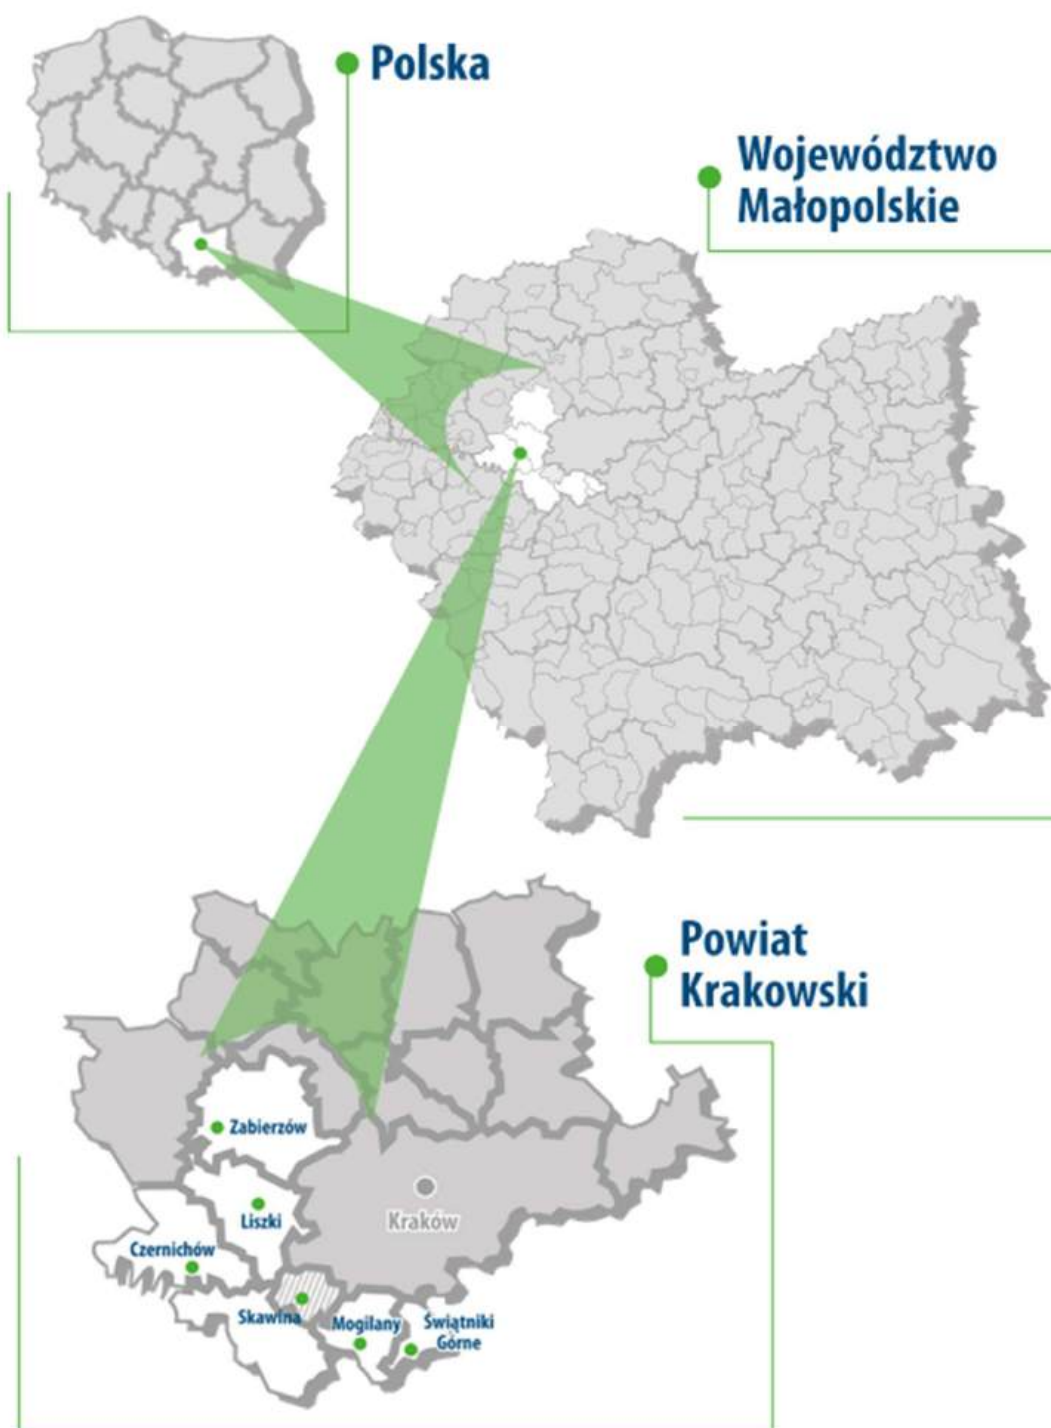 Polska
Województwo
Małopolskie
Powiat
Krakowski
Zabierzów
Liszki
Kraków
Czernichów
Skawina
Mogilany
Świątniki
Górne